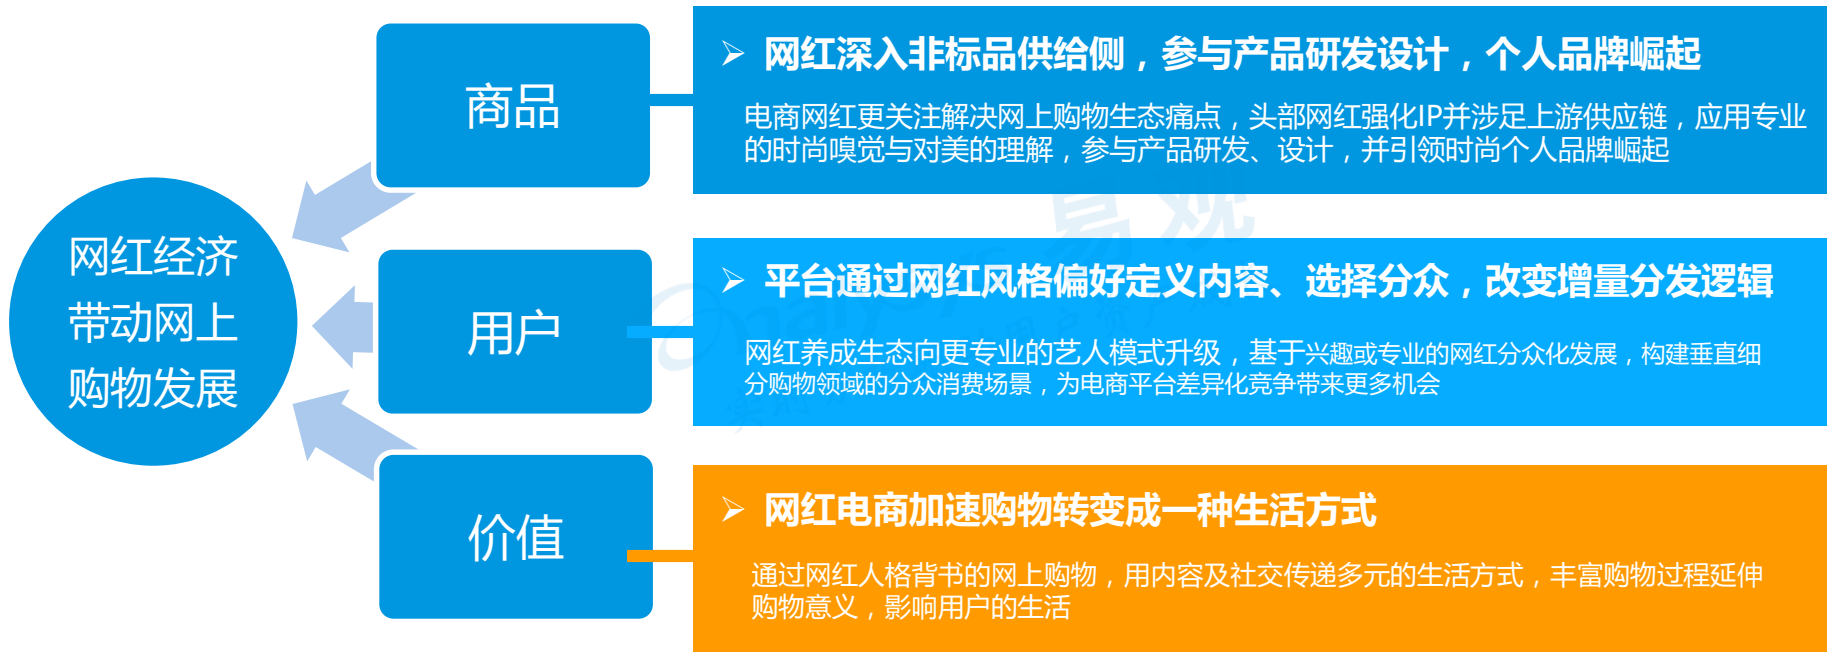 网红经济
带动网上
购物发展
商品
➢ 网红深入非标品供给侧，参与产品研发设计，个人品牌崛起
电商网红更关注解决网上购物生态痛点，头部网红强化IP并涉足上游供应链，应用专业
的时尚嗅觉与对美的理解，参与产品研发、设计，并引领时尚个人品牌崛起
易观
用户
➢ 平台通过网红风格偏好定义内容、选择分众，改变增量分发逻辑
网红养成生态向更专业的艺人模式升级，基于兴趣或专业的网红分众化发展，构建垂直细
分购物领域的分众消费场景，为电商平台差异化竞争带来更多机会
价值
➢ 网红电商加速购物转变成一种生活方式
通过网红人格背书的网上购物，用内容及社交传递多元的生活方式，丰富购物过程延伸
购物意义，影响用户的生活